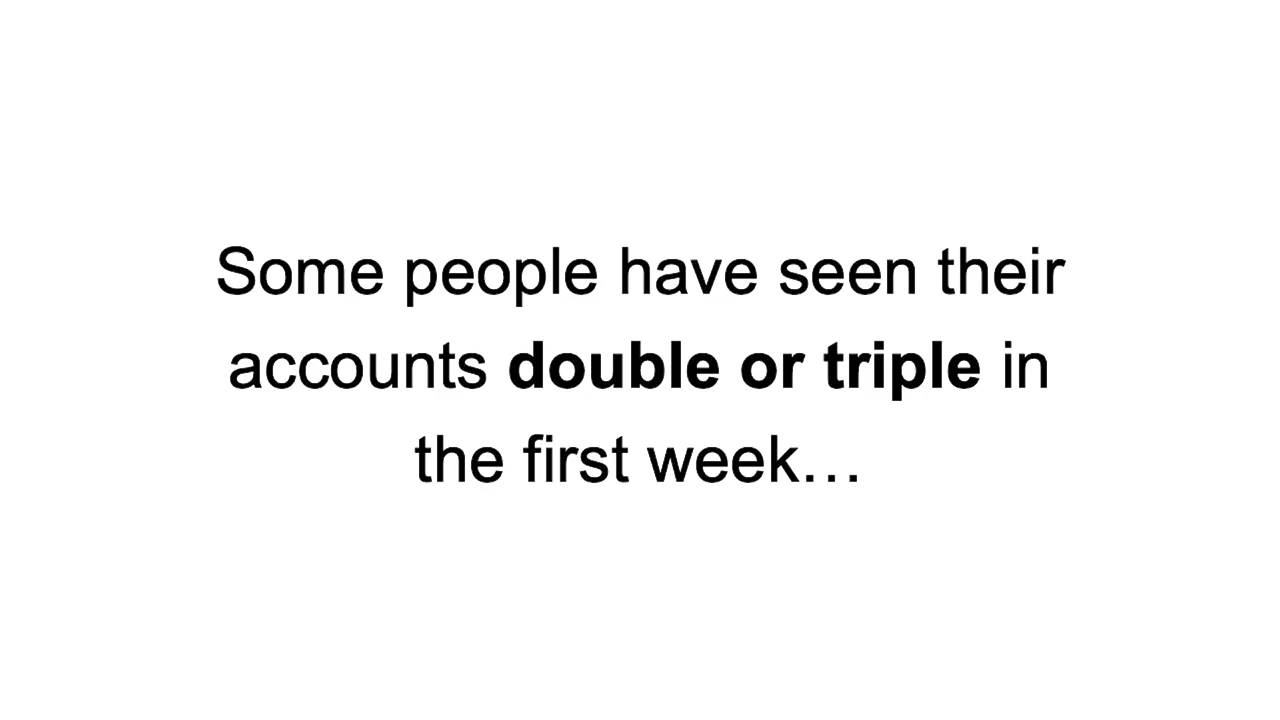 Some people have seen their
accounts double or triple in
the first week…